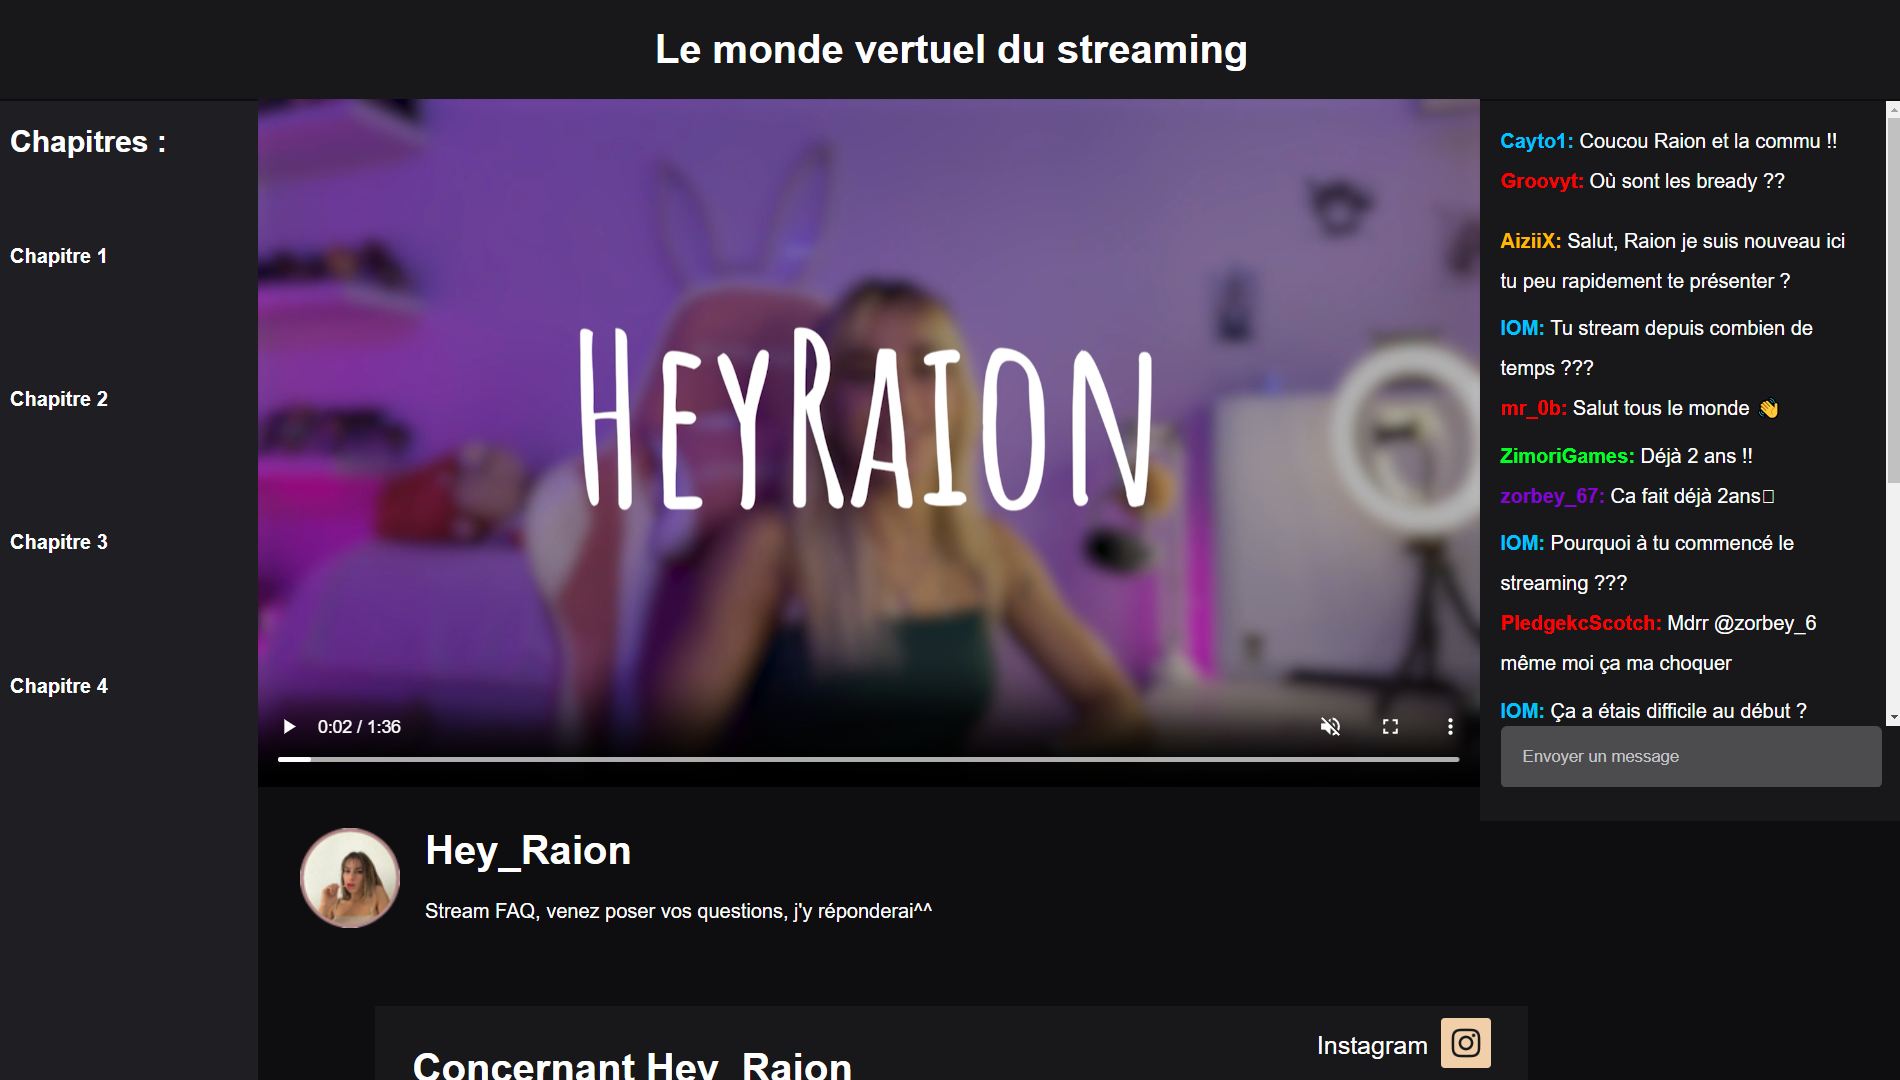 Le monde vertuel du streaming
Chapitres :
Chapitre 1
Chapitre 2
Chapitre 3
Chapitre 4
HEYRAION
0:02 / 1:36
Cayto1: Coucou Raion et la commu !!
Groovyt: Où sont les bready ??
AiziiX: Salut, Raion je suis nouveau ici
tu peu rapidement te présenter ?
IOM: Tu stream depuis combien de
temps ???
mr_0b: Salut tous le monde 👋
ZimoriGames: Déjà 2 ans !!
zorbey_67: Ca fait déjà 2ans
IOM: Pourquoi à tu commencé le
streaming ???
PledgekcScotch: Mdrr @zorbey_6
même moi ça ma choquer
IOM: Ça a étais difficile au début ?
Envoyer un message
Hey_Raion
Stream FAQ, venez poser vos questions, j'y réponderai^^
Instagram
Concernant Hey_Raion